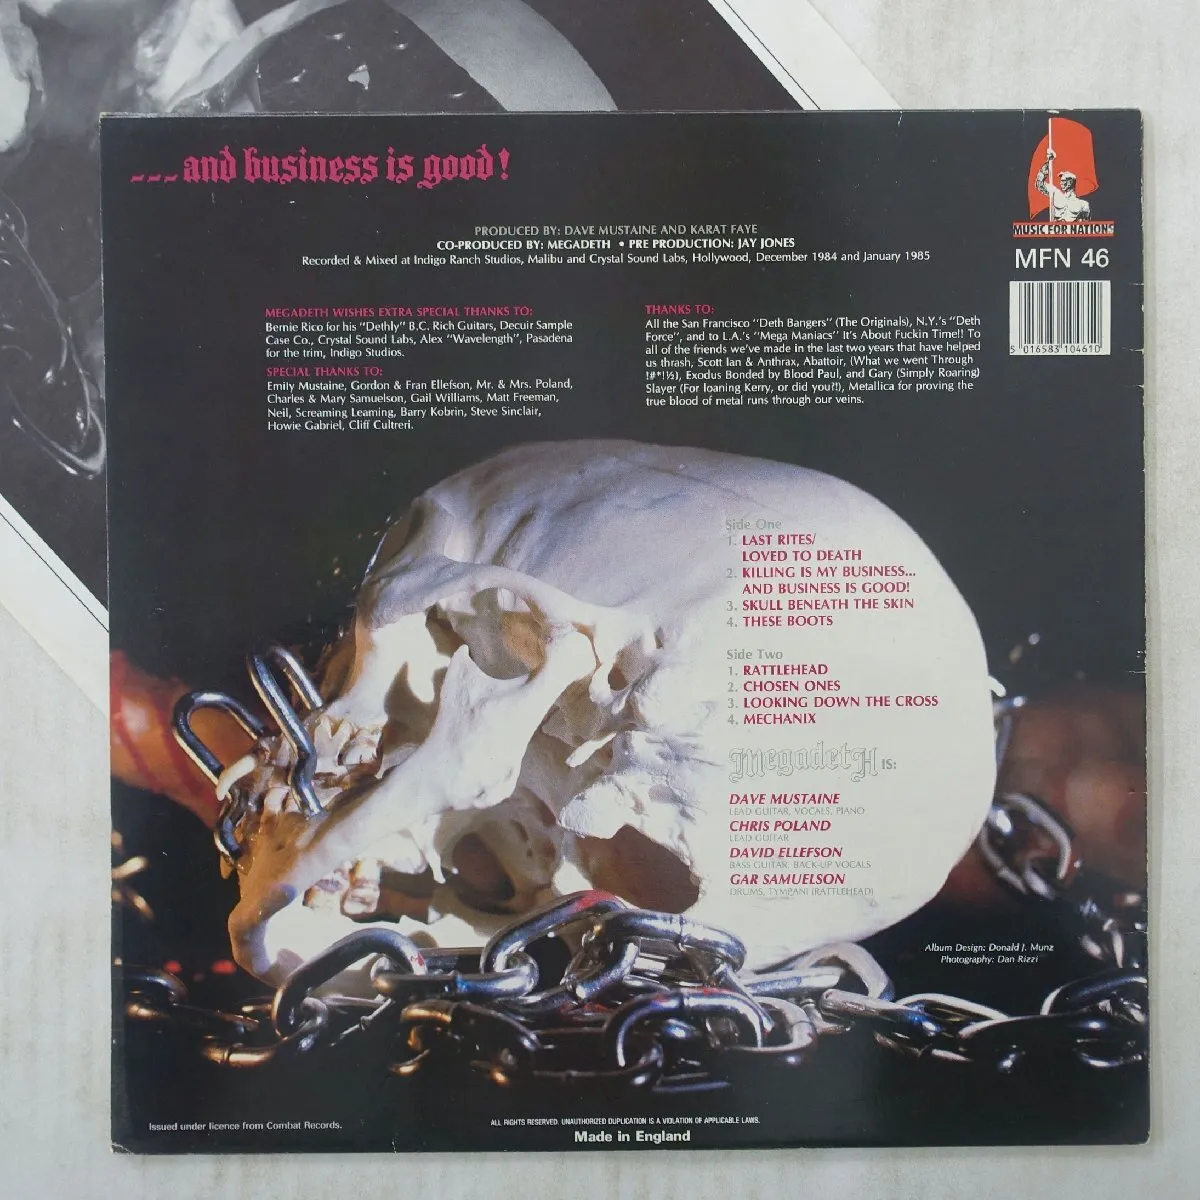 ---and business is good!
MUSIC FOR NATIONS
MFN 46
5 016583 104610
PRODUCED BY: DAVE MUSTAINE AND KARAT FAYE
CO-PRODUCED BY: MEGADETH • PRE PRODUCTION: JAY JONES
Recorded & Mixed at Indigo Ranch Studios, Malibu and Crystal Sound Labs, Hollywood, December 1984 and January 1985
MEGADETH WISHES EXTRA SPECIAL THANKS TO:
Bernie Rico for his "Dethly" B.C. Rich Guitars, Decuir Sample
Case Co., Crystal Sound Labs, Alex "Wavelength", Pasadena
for the trim, Indigo Studios.
SPECIAL THANKS TO:
Emily Mustaine, Gordon & Fran Ellefson, Mr. & Mrs. Poland,
Charles & Mary Samuelson, Gail Williams, Matt Freeman,
Neil, Screaming Leaming, Barry Kobrin, Steve Sinclair,
Howie Gabriel, Cliff Cultreri.
THANKS TO:
All the San Francisco "Deth Bangers" (The Originals), N.Y.'s "Deth
Force", and to L.A.'s "Mega Maniacs" It's About Fuckin Time!! To
all of the friends we've made in the last two years that have helped
us thrash, Scott Ian & Anthrax, Abattoir, (What we went Through
!#*!½), Exodus Bonded by Blood Paul, and Gary (Simply Roaring)
Slayer (For loaning Kerry, or did you?!), Metallica for proving the
true blood of metal runs through our veins.
Side One
1. LAST RITES/
LOVED TO DEATH
2. KILLING IS MY BUSINESS...
AND BUSINESS IS GOOD!
3. SKULL BENEATH THE SKIN
4. THESE BOOTS
Side Two
1. RATTLEHEAD
2. CHOSEN ONES
3. LOOKING DOWN THE CROSS
4. MECHANIX
MegadetH IS:
DAVE MUSTAINE
LEAD GUITAR, VOCALS, PIANO
CHRIS POLAND
LEAD GUITAR
DAVID ELLEFSON
BASS GUITAR, BACK-UP VOCALS
GAR SAMUELSON
DRUMS, TYMPANI (RATTLEHEAD)
Album Design: Donald J. Munz
Photography: Dan Rizzi
Issued under licence from Combat Records.
ALL RIGHTS RESERVED. UNAUTHORIZED DUPLICATION IS A VIOLATION OF APPLICABLE LAWS.
Made in England